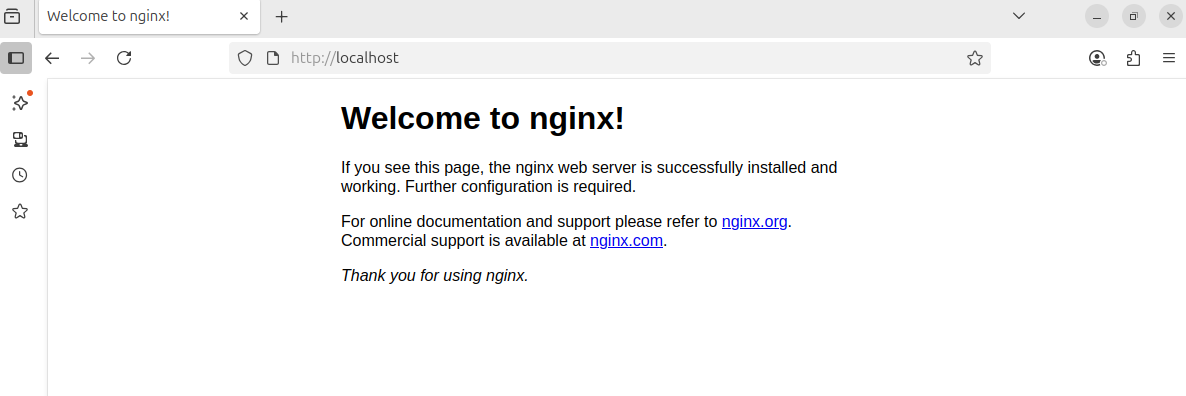 Welcome to nginx!
http://localhost
Welcome to nginx!
If you see this page, the nginx web server is successfully installed and
working. Further configuration is required.
For online documentation and support please refer to nginx.org.
Commercial support is available at nginx.com.
Thank you for using nginx.